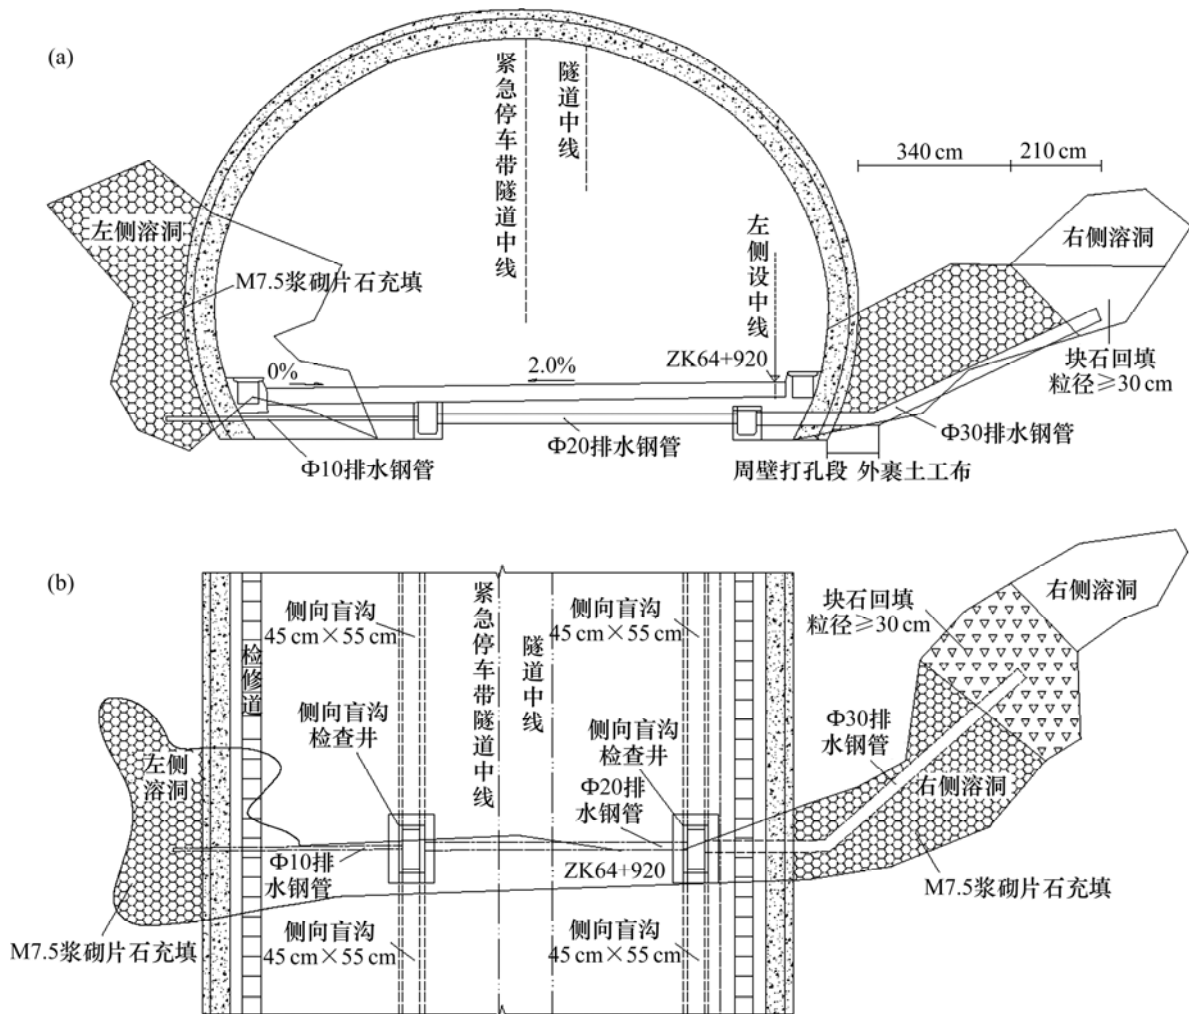 (a)
紧急停车带隧道中线
隧道中线
340 cm
210 cm
左侧溶洞
右侧溶洞
左侧设中线
M7.5浆砌片石充填
ZK64+920
0%
2.0%
块石回填
粒径≥30 cm
Φ10排水钢管
Φ20排水钢管
Φ30排水钢管
周壁打孔段 外裹土工布
(b)
侧向盲沟
45 cm×55 cm
紧急停车带隧道中线
隧道中线
侧向盲沟
45 cm×55 cm
块石回填
粒径≥30 cm
右侧溶洞
检修道
侧向盲沟
检查井
侧向盲沟
检查井
Φ30排
水钢管
左侧
溶洞
Φ20排
水钢管
右侧溶洞
Φ10排
水钢管
ZK64+920
M7.5浆砌片石充填
M7.5浆砌片石充填
侧向盲沟
45 cm×55 cm
侧向盲沟
45 cm×55 cm